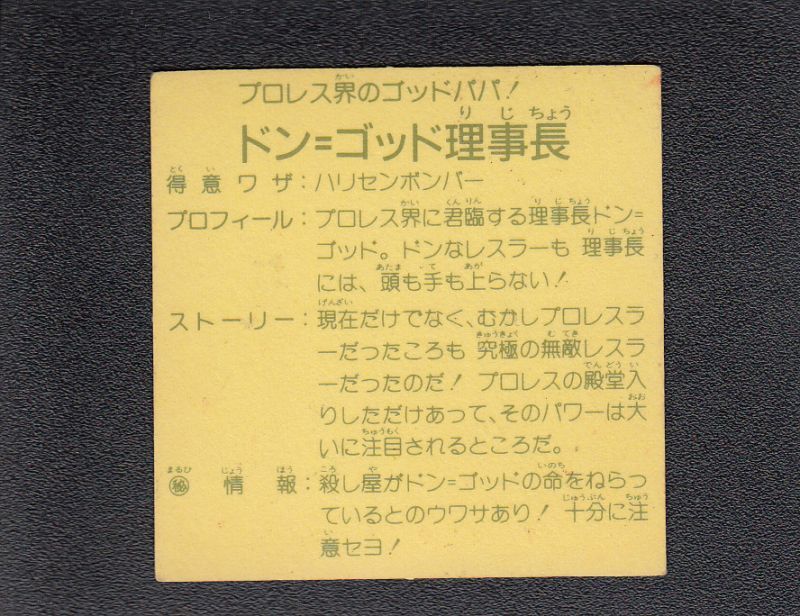 プロレス界のゴッドパパ!
ドン=ゴッド理事長
得意ワザ:ハリセンボンバー
プロフィール:プロレス界に君臨する理事長ドン=
ゴッド。ドンなレスラーも 理事長
には、頭も手も上らない!
ストーリー:現在だけでなく、むかしプロレスラ
ーだったころも 究極の無敵レスラ
ーだったのだ! プロレスの殿堂入
りしただけあって、そのパワーは大
いに注目されるところだ。
㊙情報:殺し屋がドン=ゴッドの命をねらっ
ているとのウワサあり! 十分に注
意セヨ!